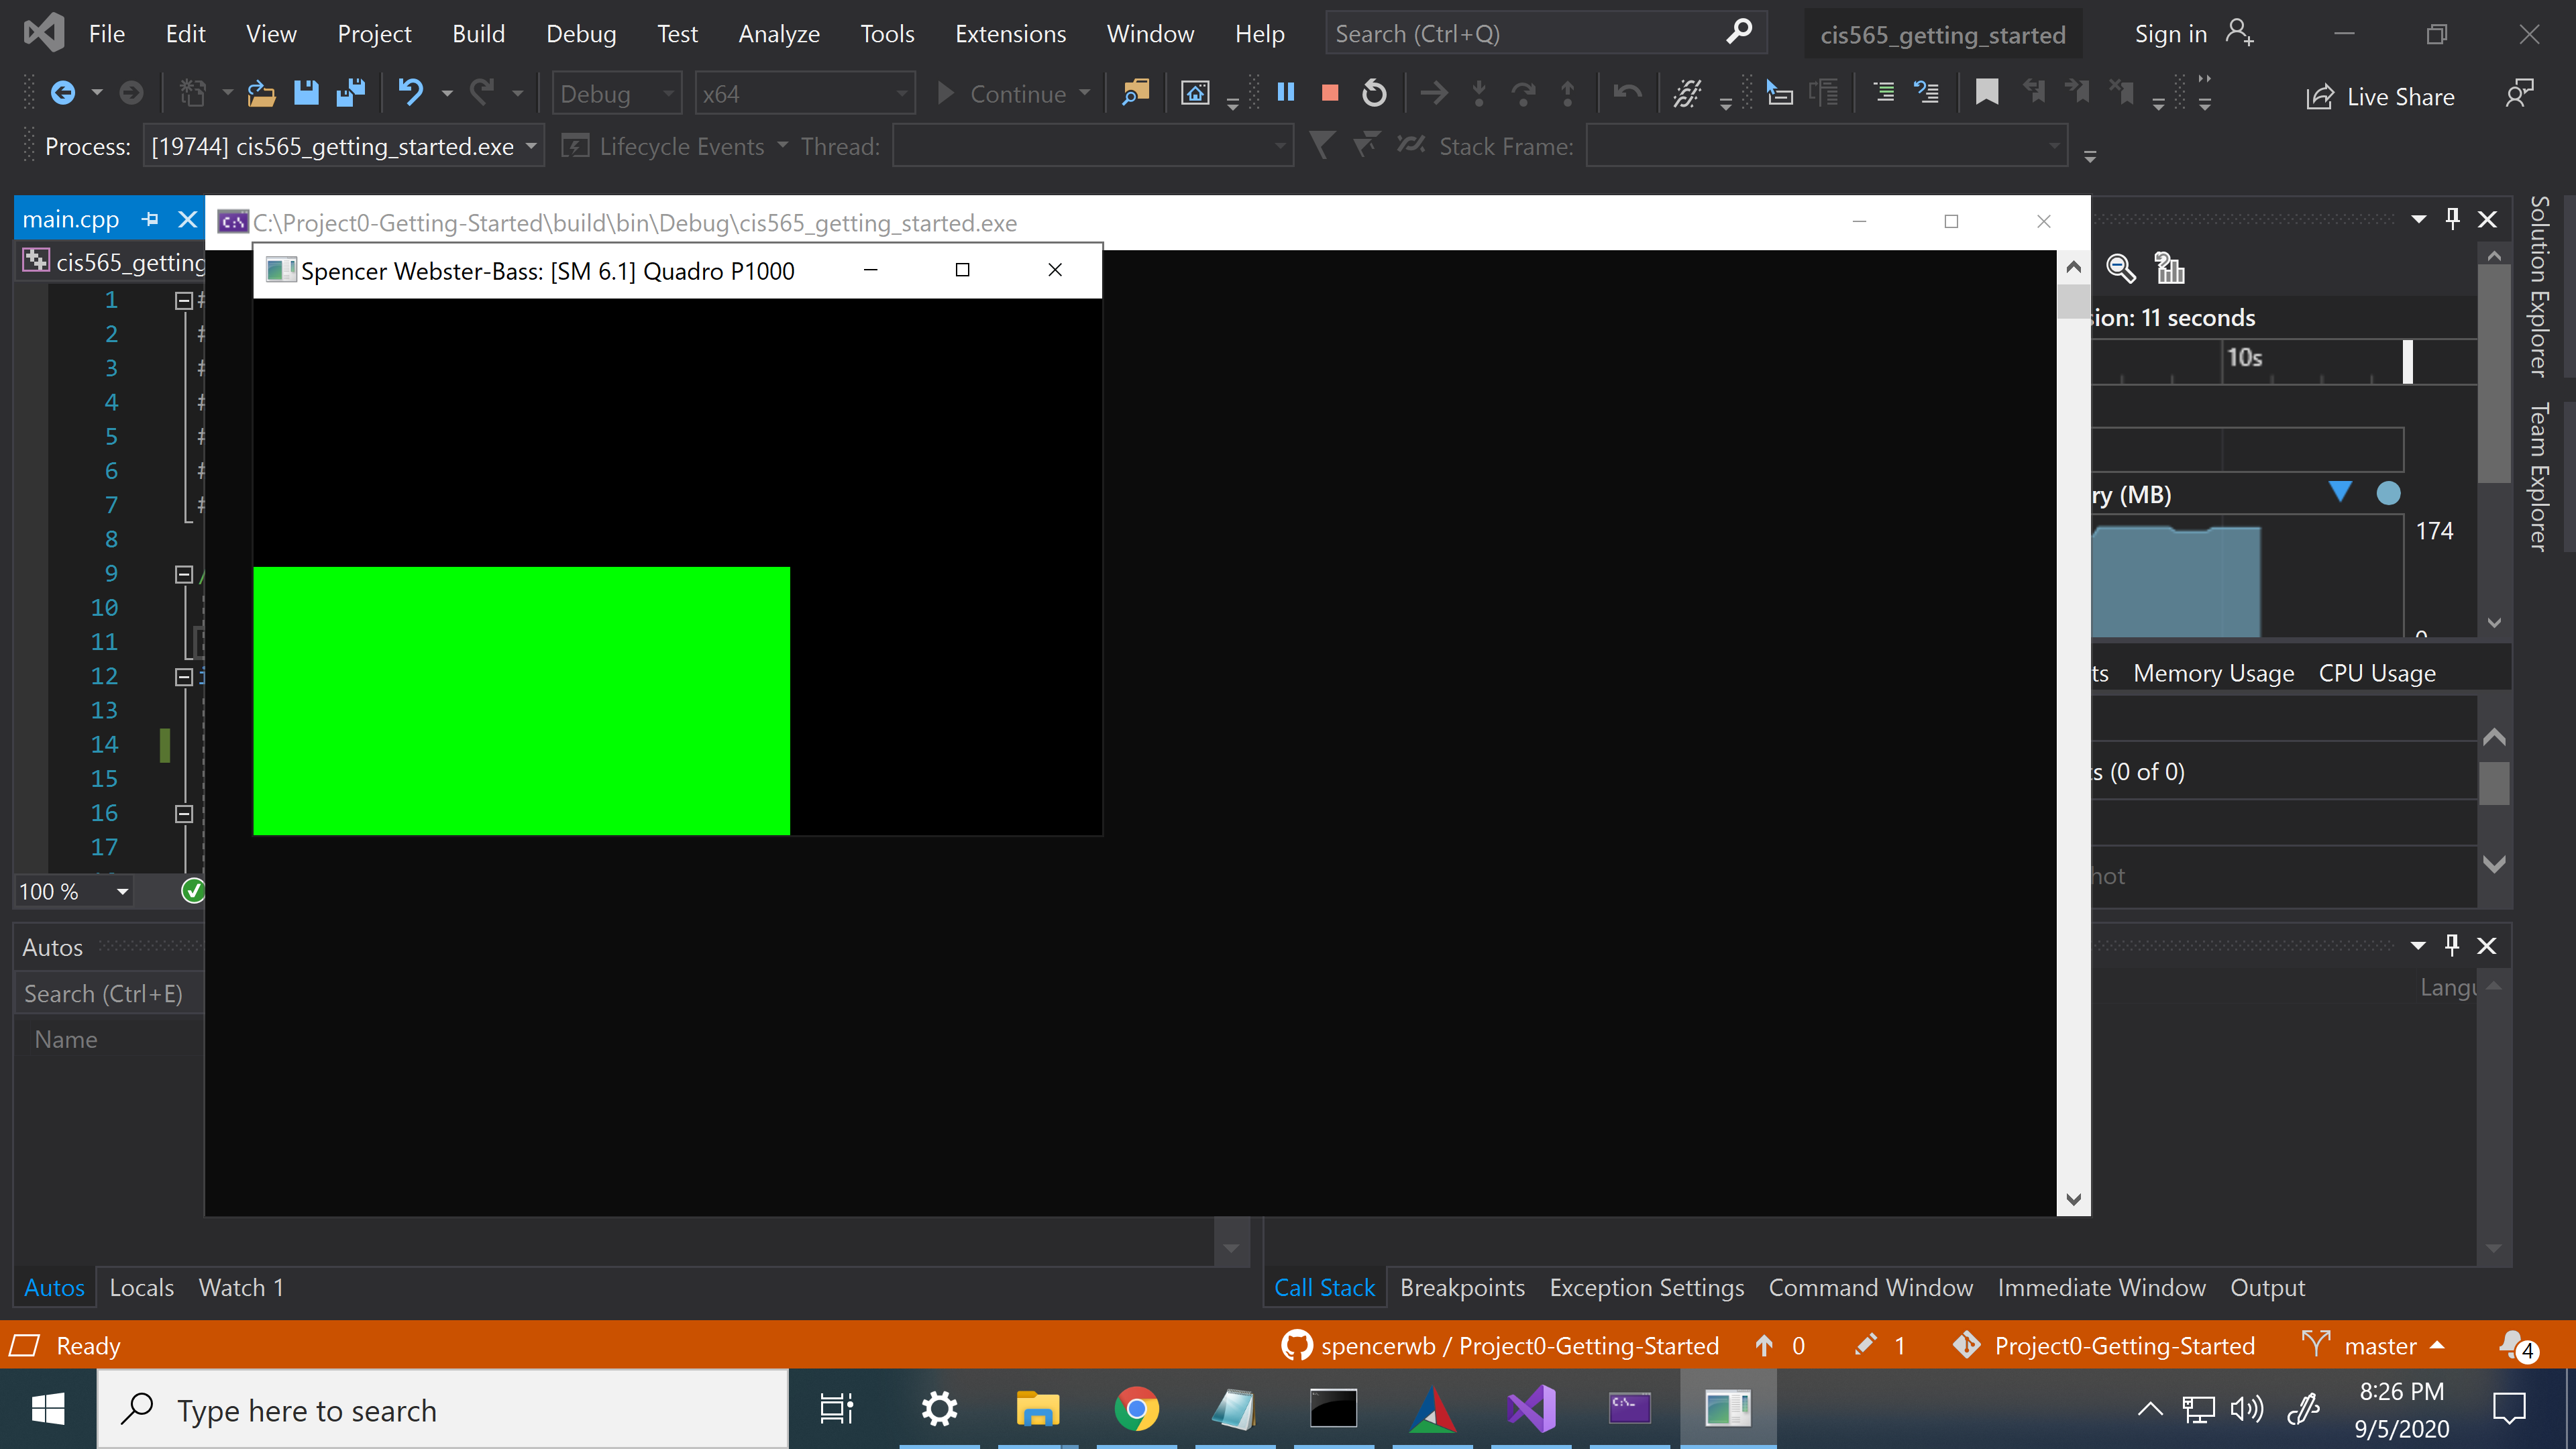 File Edit View Project Build Debug Test Analyze Tools Extensions Window Help Search (Ctrl+Q) cis565_getting_started Sign in
Debug x64 Continue Live Share
Process: [19744] cis565_getting_started.exe Lifecycle Events Thread: Stack Frame:
main.cpp
C:\Project0-Getting-Started\build\bin\Debug\cis565_getting_started.exe
cis565_getting
Spencer Webster-Bass: [SM 6.1] Quadro P1000
1 #
2 #
3 #
4 #
5 #
6 #
7 #
8
9 /
10
11
12 i
13
14
15
16
17
100 %
sion: 11 seconds
10s
ry (MB)
174
0
ts Memory Usage CPU Usage
ts (0 of 0)
hot
Solution Explorer
Team Explorer
Autos
Search (Ctrl+E)
Name
Langu
Autos Locals Watch 1
Call Stack Breakpoints Exception Settings Command Window Immediate Window Output
Ready spencerwb / Project0-Getting-Started 0 1 Project0-Getting-Started master 4
Type here to search
8:26 PM
9/5/2020